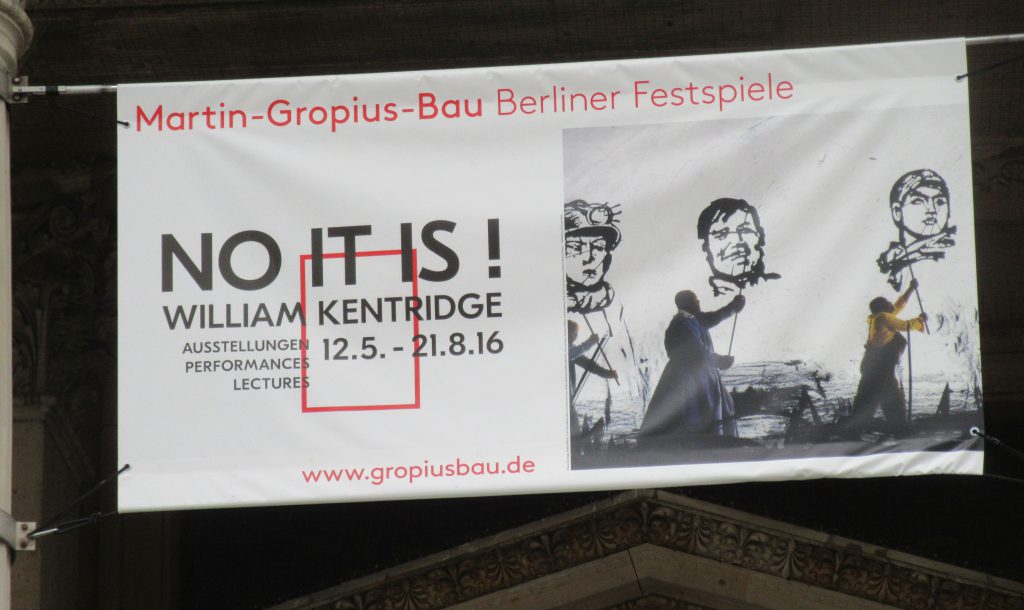 Martin-Gropius-Bau Berliner Festspiele
NO IT IS !
WILLIAM KENTRIDGE
AUSSTELLUNGEN
PERFORMANCES
LECTURES
12.5. - 21.8.16
www.gropiusbau.de